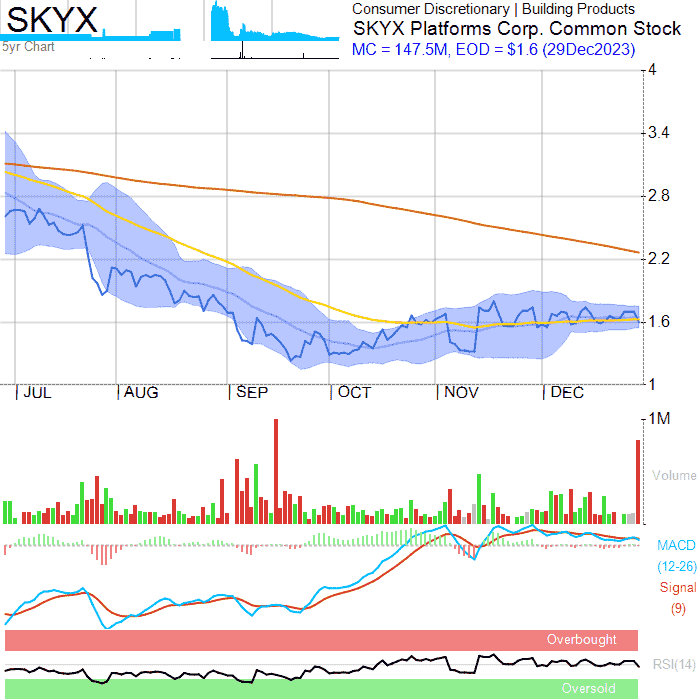 SKYX
5yr Chart
Consumer Discretionary | Building Products
SKYX Platforms Corp. Common Stock
MC = 147.5M, EOD = $1.6 (29Dec2023)
4
3.4
2.8
2.2
1.6
1
JUL AUG SEP OCT NOV DEC
1M
Volume
MACD
(12-26)
Signal
(9)
Overbought
RSI(14)
Oversold